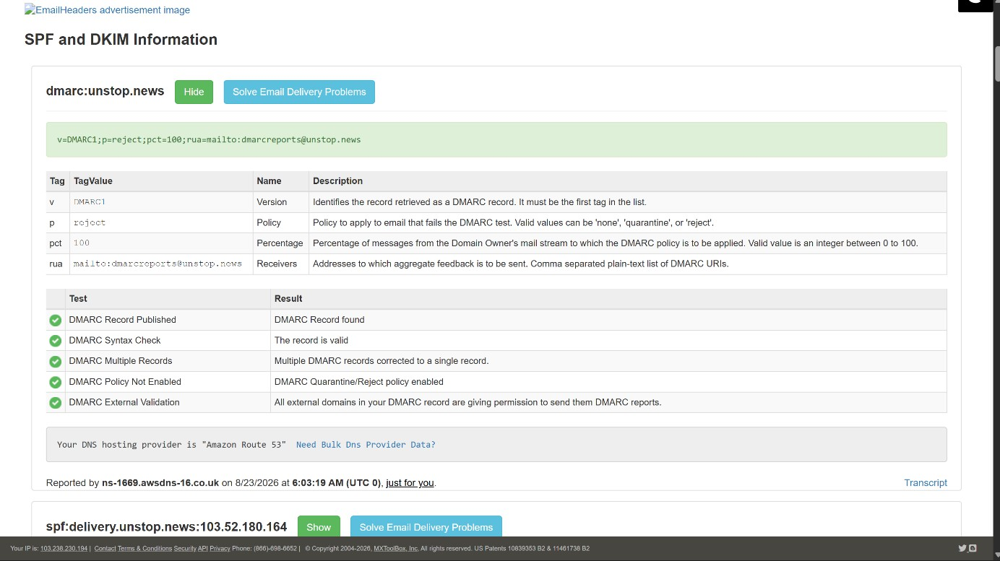 EmailHeaders advertisement image
SPF and DKIM Information
dmarc:unstop.news Hide Solve Email Delivery Problems
v=DMARC1;p=reject;pct=100;rua=mailto:dmarcreports@unstop.news
Tag TagValue Name Description
v DMARC1 Version Identifies the record retrieved as a DMARC record. It must be the first tag in the list.
p reject Policy Policy to apply to email that fails the DMARC test. Valid values can be 'none', 'quarantine', or 'reject'.
pct 100 Percentage Percentage of messages from the Domain Owner's mail stream to which the DMARC policy is to be applied. Valid value is an integer between 0 to 100.
rua mailto:dmarcreports@unstop.news Receivers Addresses to which aggregate feedback is to be sent. Comma separated plain-text list of DMARC URIs.
Test Result
DMARC Record Published DMARC Record found
DMARC Syntax Check The record is valid
DMARC Multiple Records Multiple DMARC records corrected to a single record.
DMARC Policy Not Enabled DMARC Quarantine/Reject policy enabled
DMARC External Validation All external domains in your DMARC record are giving permission to send them DMARC reports.
Your DNS hosting provider is "Amazon Route 53" Need Bulk Dns Provider Data?
Reported by ns-1669.awsdns-16.co.uk on 8/23/2026 at 6:03:19 AM (UTC 0), just for you. Transcript
spf:delivery.unstop.news:103.52.180.164 Show Solve Email Delivery Problems
Your IP is: 103.238.230.194 | Contact Terms & Conditions Security API Privacy Phone: (866)-698-6652 | © Copyright 2004-2026, MXToolBox, Inc, All rights reserved. US Patents 10839353 B2 & 11461738 B2